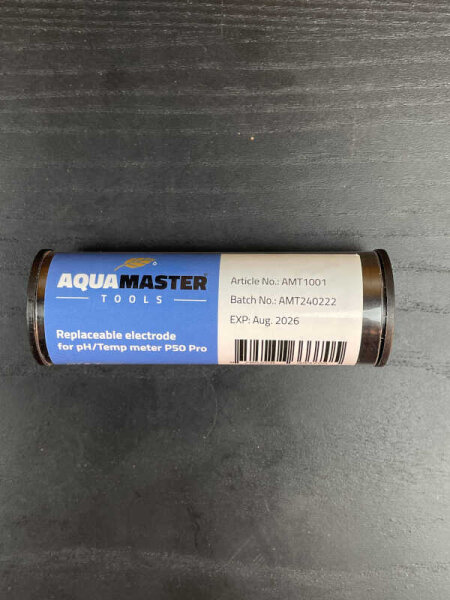 AQUAMASTER
TOOLS
Replaceable electrode
for pH/Temp meter P50 Pro
Article No.: AMT1001
Batch No.: AMT240222
EXP: Aug. 2026